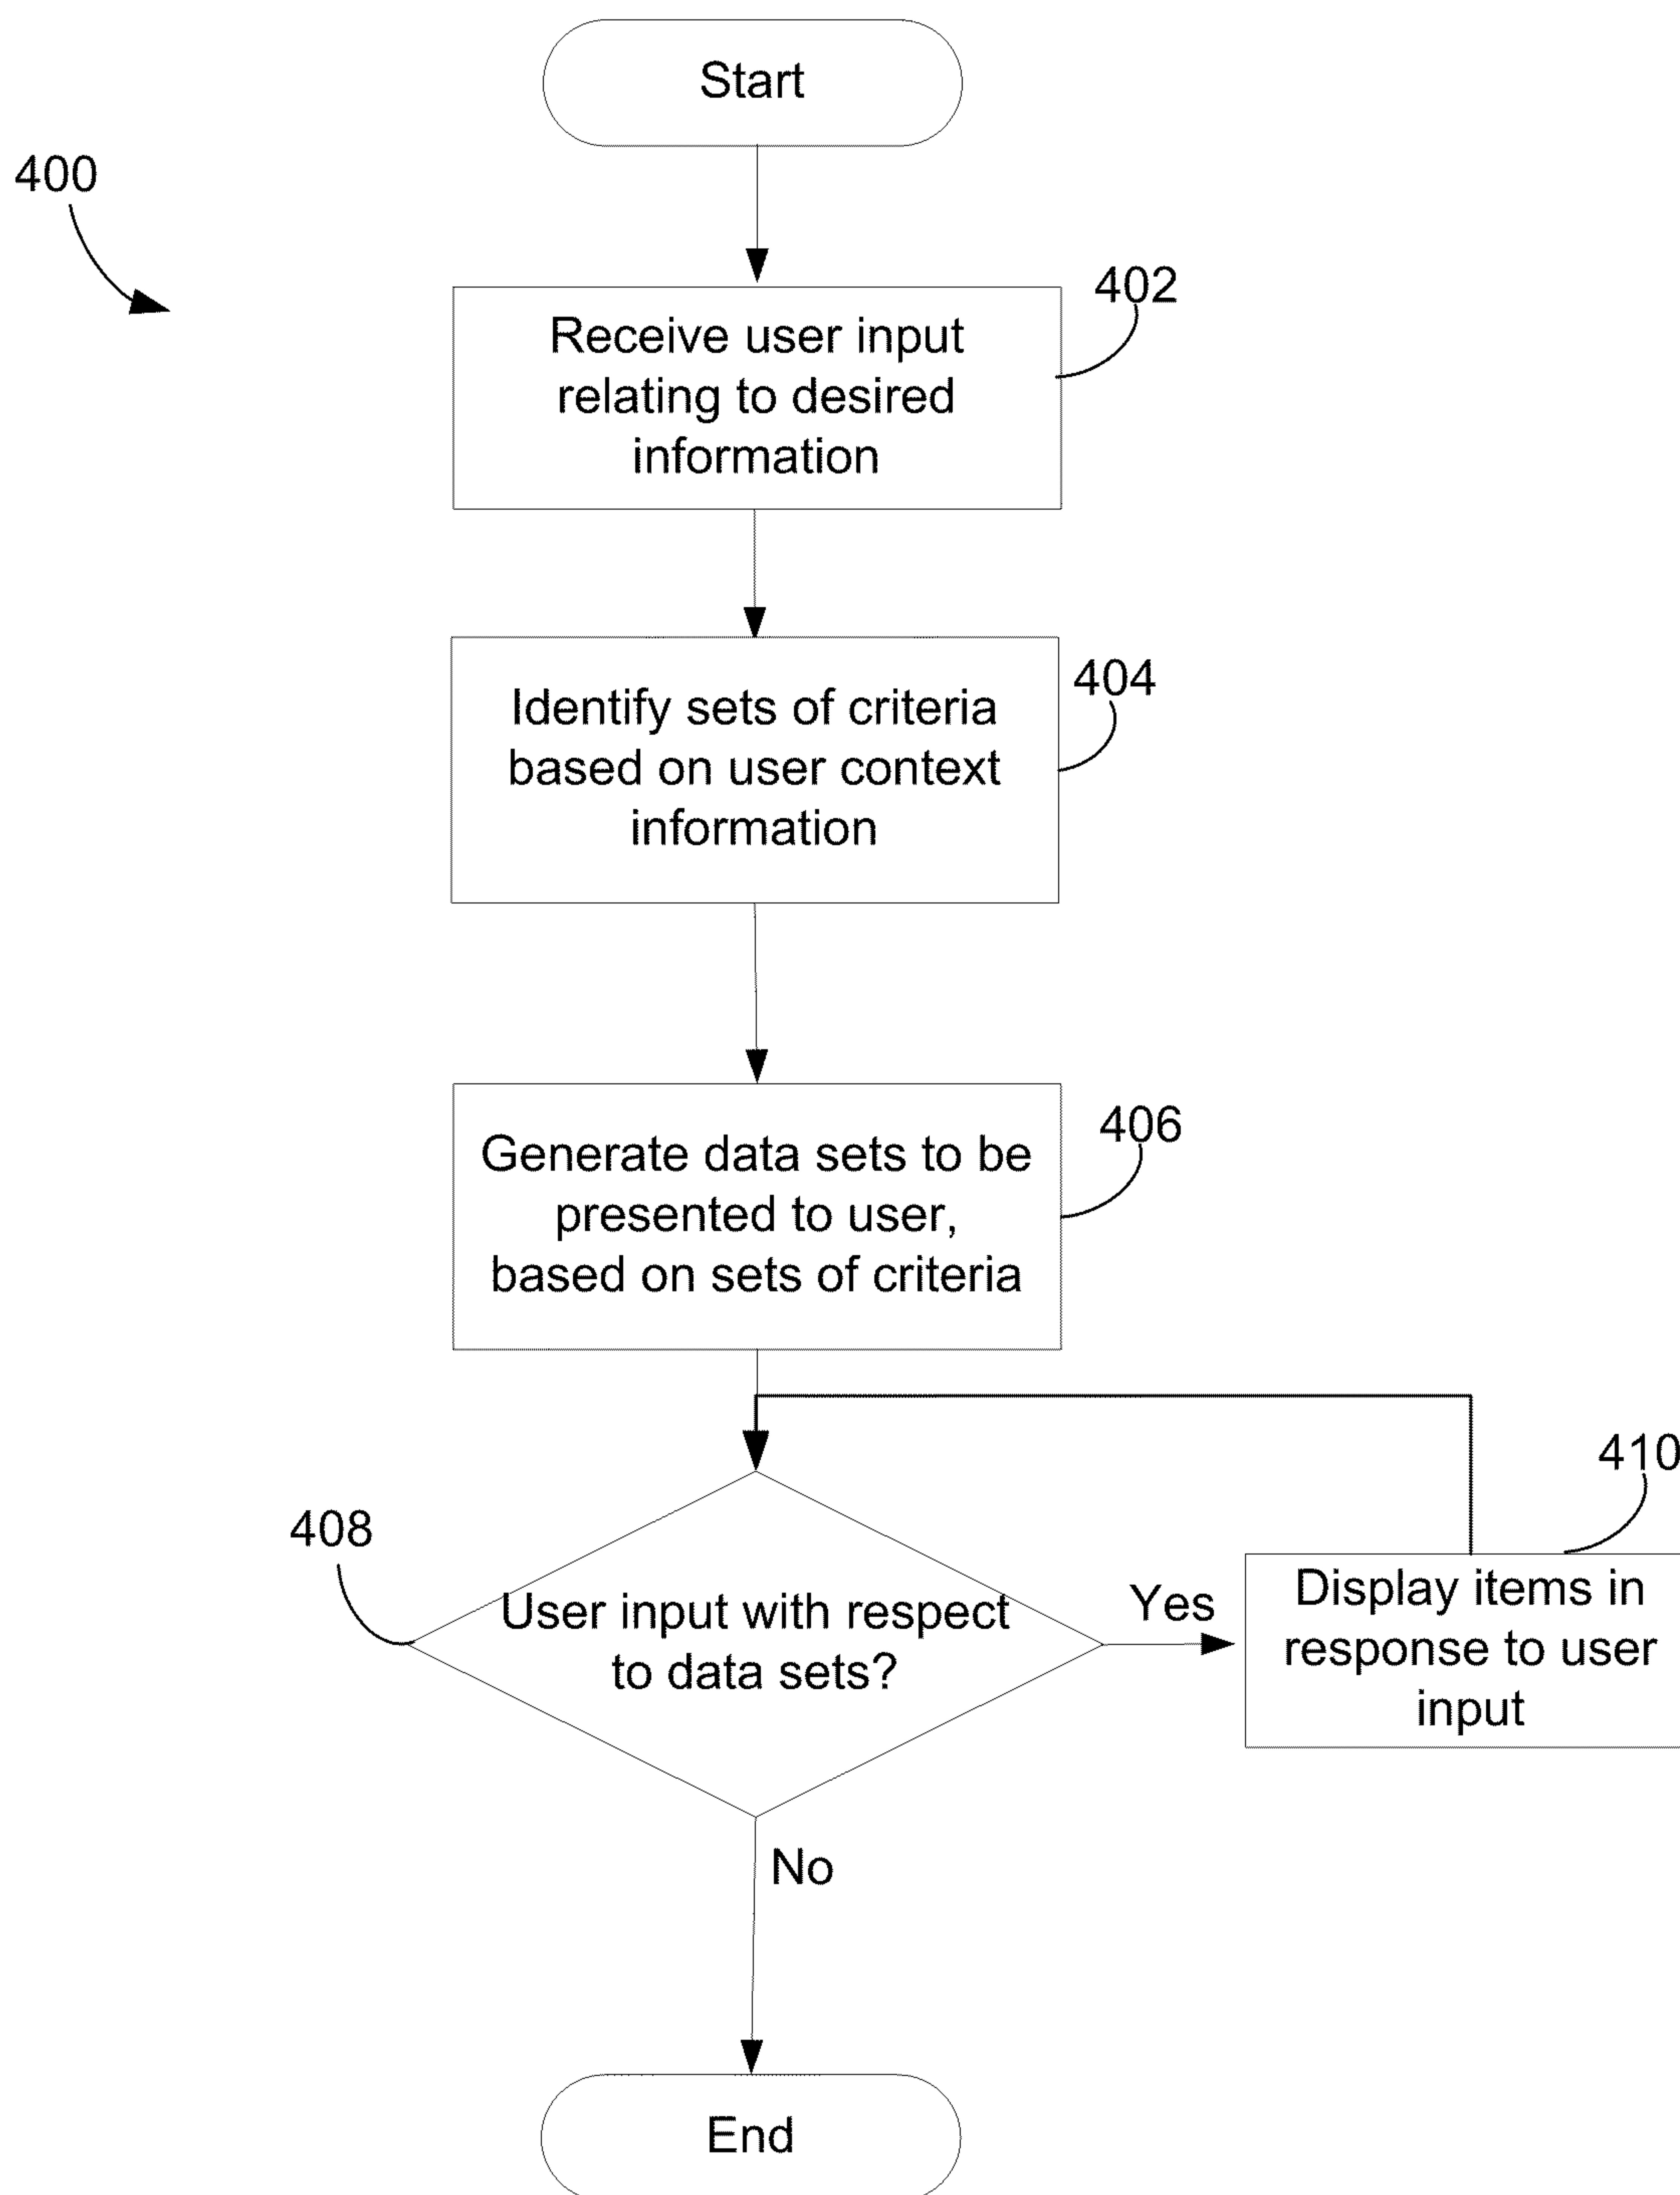 Start
400
402
Receive user input
relating to desired
information
404
Identify sets of criteria
based on user context
information
406
Generate data sets to be
presented to user,
based on sets of criteria
408
User input with respect
to data sets?
Yes
410
Display items in
response to user
input
No
End